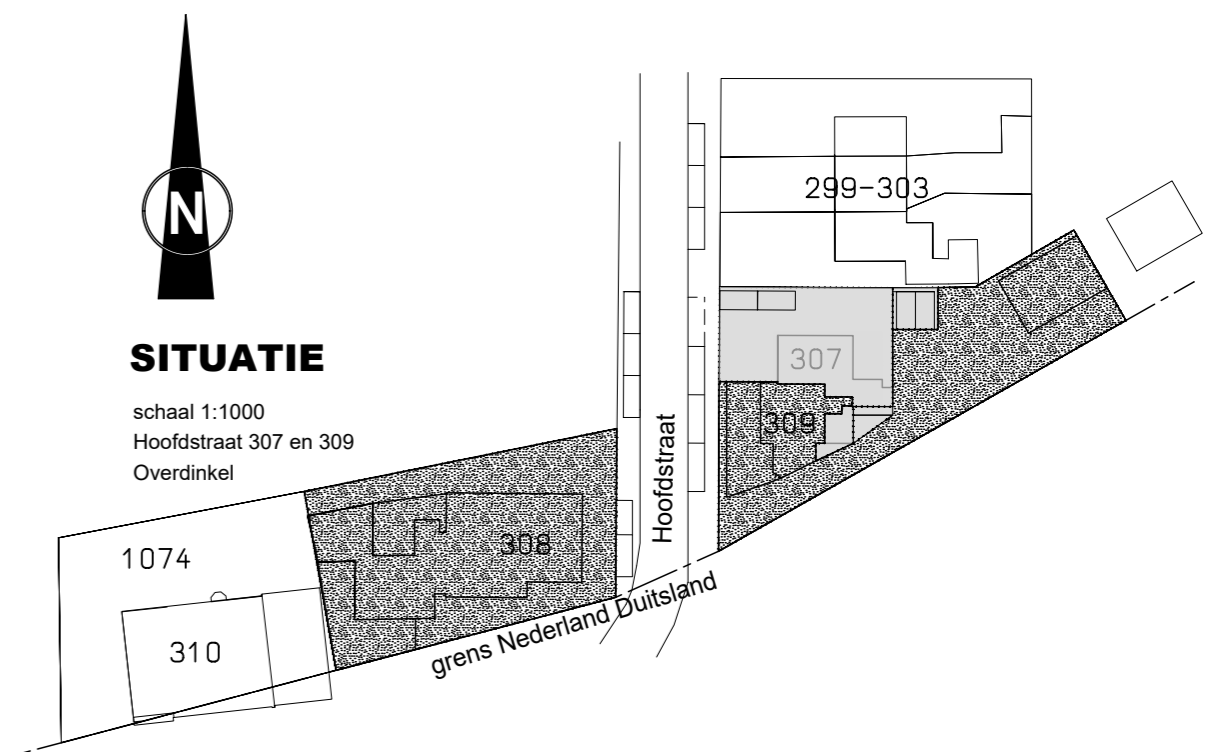 N
SITUATIE
schaal 1:1000
Hoofdstraat 307 en 309
Overdinkel
299-303
307
309
Hoofdstraat
308
1074
310
grens Nederland Duitsland